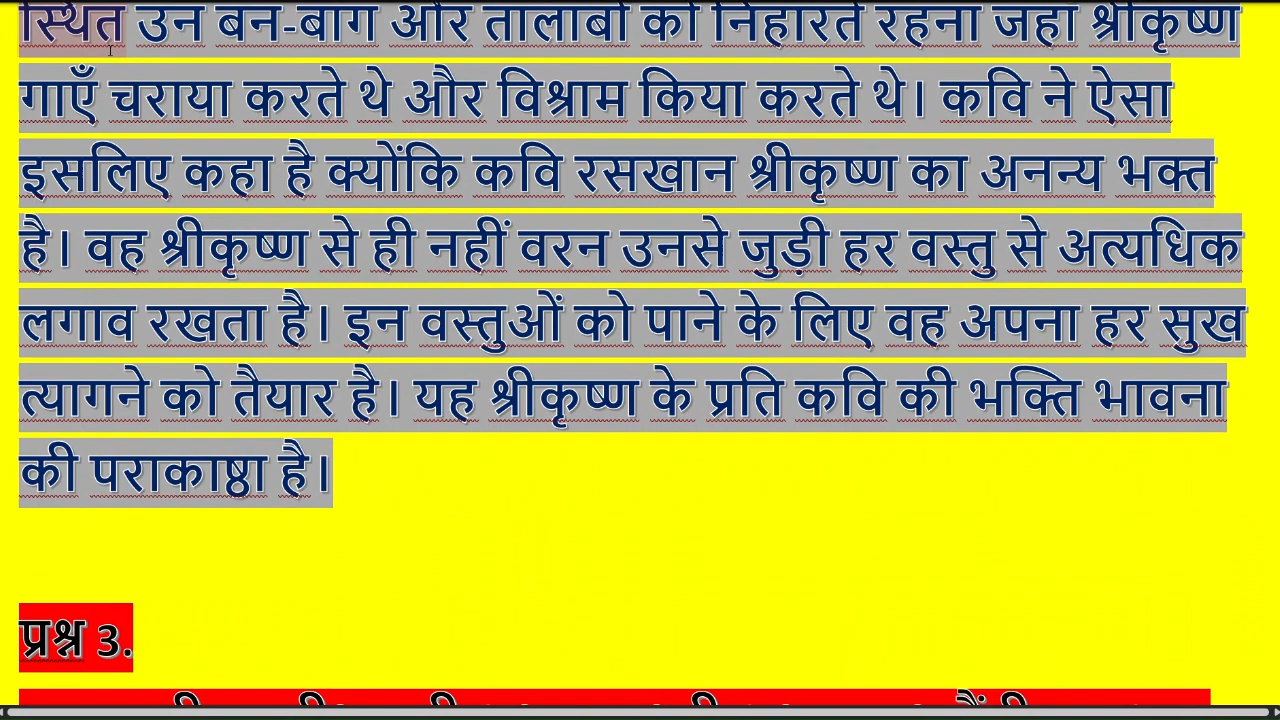 स्थित उन बन-बाग और तालाबों को निहारते रहना जहाँ श्रीकृष्ण
गाएँ चराया करते थे और विश्राम किया करते थे। कवि ने ऐसा
इसलिए कहा है क्योंकि कवि रसखान श्रीकृष्ण का अनन्य भक्त
है। वह श्रीकृष्ण से ही नहीं वरन उनसे जुड़ी हर वस्तु से अत्यधिक
लगाव रखता है। इन वस्तुओं को पाने के लिए वह अपना हर सुख
त्यागने को तैयार है। यह श्रीकृष्ण के प्रति कवि की भक्ति भावना
की पराकाष्ठा है।
प्रश्न 3.